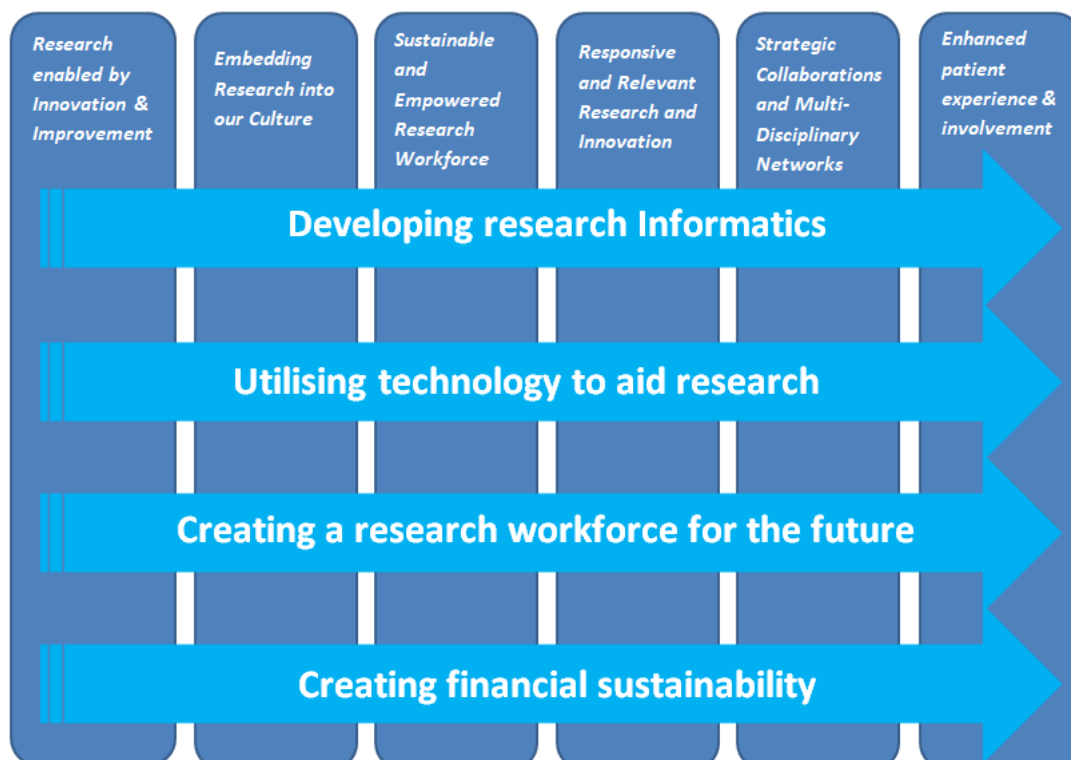 Research
enabled by
Innovation &
Improvement
Embedding
Research into
our Culture
Sustainable
and
Empowered
Research
Workforce
Responsive
and Relevant
Research and
Innovation
Strategic
Collaborations
and Multi-
Disciplinary
Networks
Enhanced
patient
experience &
involvement
Developing research Informatics
Utilising technology to aid research
Creating a research workforce for the future
Creating financial sustainability